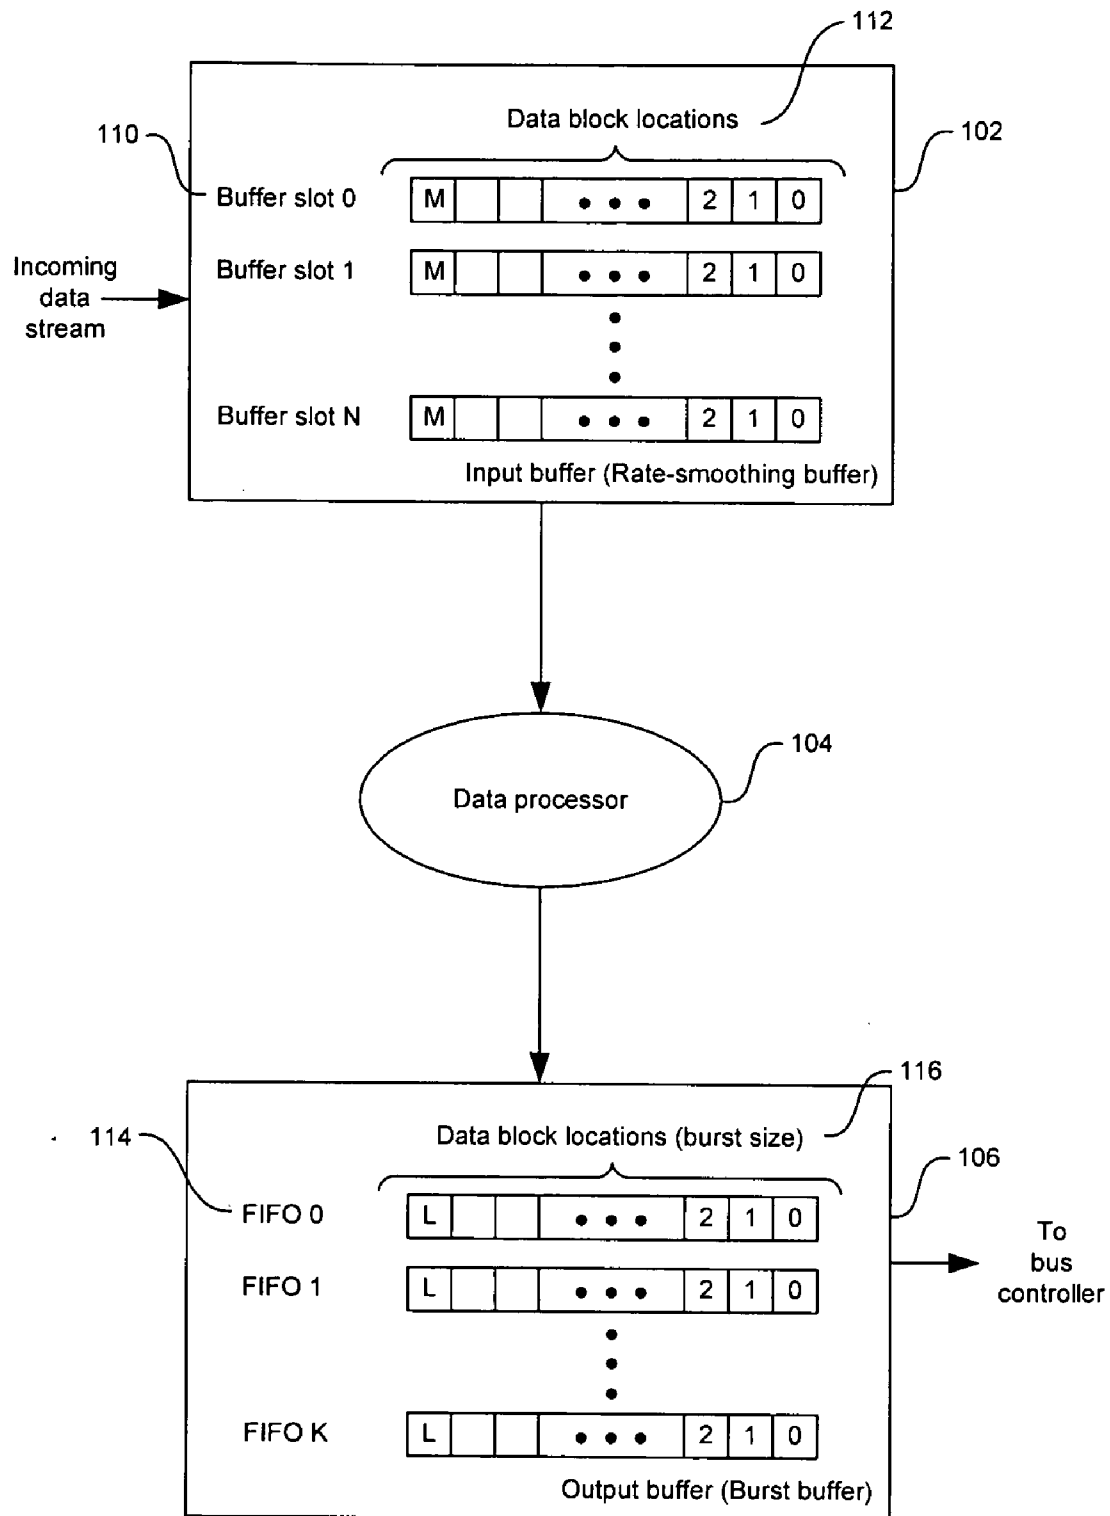 112
Data block locations
110
102
Buffer slot 0 M ● ● ● 2 1 0
Incoming
data
stream
Buffer slot 1 M ● ● ● 2 1 0
Buffer slot N M ● ● ● 2 1 0
Input buffer (Rate-smoothing buffer)
104
Data processor
116
114
Data block locations (burst size)
106
FIFO 0 L ● ● ● 2 1 0
To
bus
controller
FIFO 1 L ● ● ● 2 1 0
FIFO K L ● ● ● 2 1 0
Output buffer (Burst buffer)